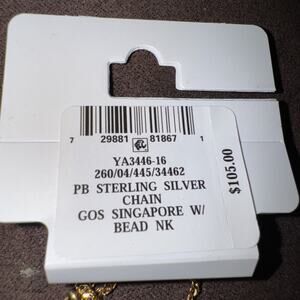 7 29881 81867 1
YA3446-16
260/04/445/34462
PB STERLING SILVER
CHAIN
GOS SINGAPORE W/
BEAD NK
$105.00